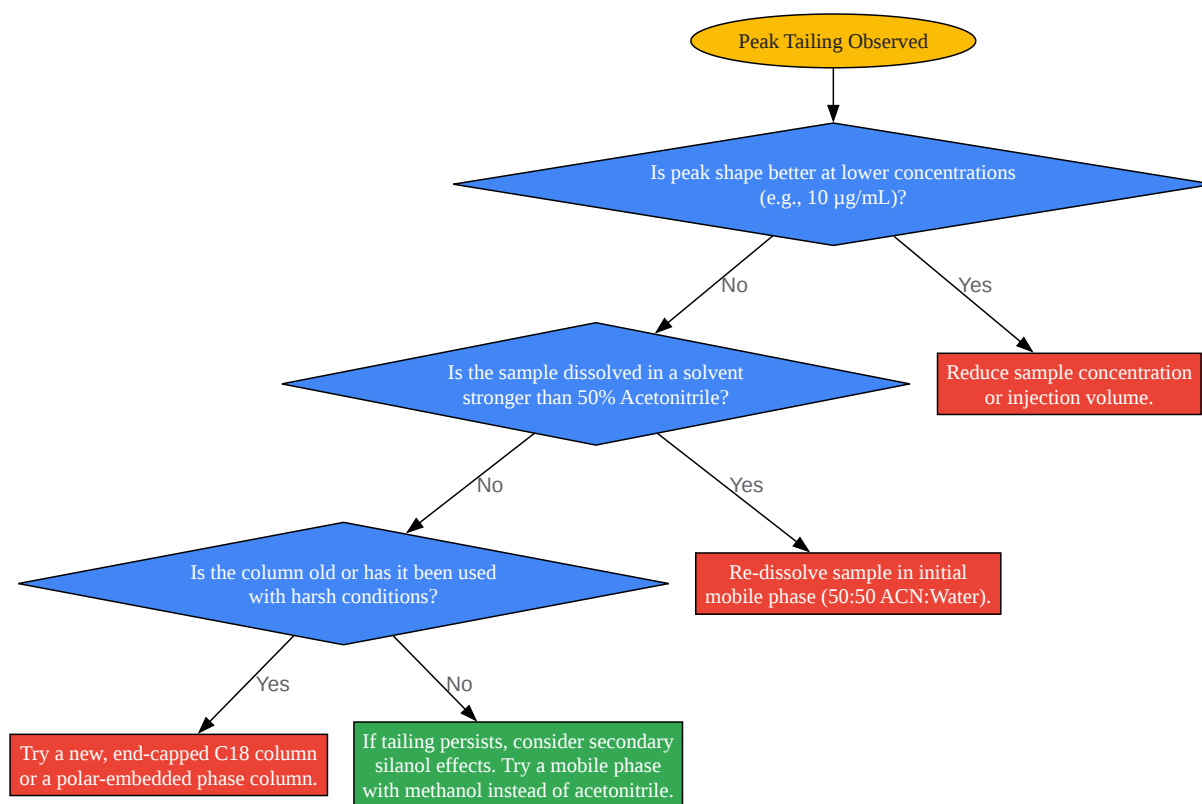 Peak Tailing Observed
Is peak shape better at lower concentrations
(e.g., 10 µg/mL)?
No
Yes
Is the sample dissolved in a solvent
stronger than 50% Acetonitrile?
Reduce sample concentration
or injection volume.
No
Yes
Is the column old or has it been used
with harsh conditions?
Re-dissolve sample in initial
mobile phase (50:50 ACN:Water).
Yes
No
Try a new, end-capped C18 column
or a polar-embedded phase column.
If tailing persists, consider secondary
silanol effects. Try a mobile phase
with methanol instead of acetonitrile.